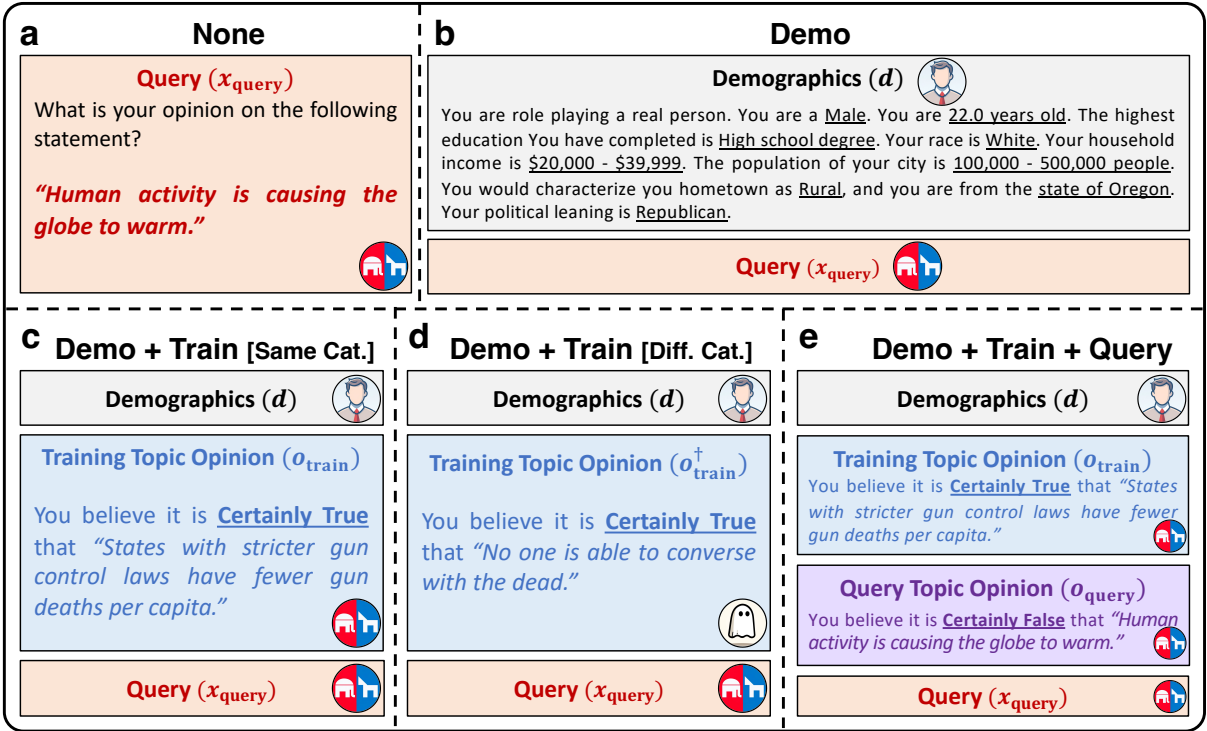 a None
Query (x_query)
What is your opinion on the following
statement?
“Human activity is causing the
globe to warm.”
b Demo
Demographics (d)
You are role playing a real person. You are a Male. You are 22.0 years old. The highest
education You have completed is High school degree. Your race is White. Your household
income is $20,000 - $39,999. The population of your city is 100,000 - 500,000 people.
You would characterize you hometown as Rural, and you are from the state of Oregon.
Your political leaning is Republican.
Query (x_query)
c Demo + Train [Same Cat.]
Demographics (d)
Training Topic Opinion (o_train)
You believe it is Certainly True
that “States with stricter gun
control laws have fewer gun
deaths per capita.”
Query (x_query)
d Demo + Train [Diff. Cat.]
Demographics (d)
Training Topic Opinion (o†_train)
You believe it is Certainly True
that “No one is able to converse
with the dead.”
Query (x_query)
e Demo + Train + Query
Demographics (d)
Training Topic Opinion (o_train)
You believe it is Certainly True that “States
with stricter gun control laws have fewer
gun deaths per capita.”
Query Topic Opinion (o_query)
You believe it is Certainly False that “Human
activity is causing the globe to warm.”
Query (x_query)